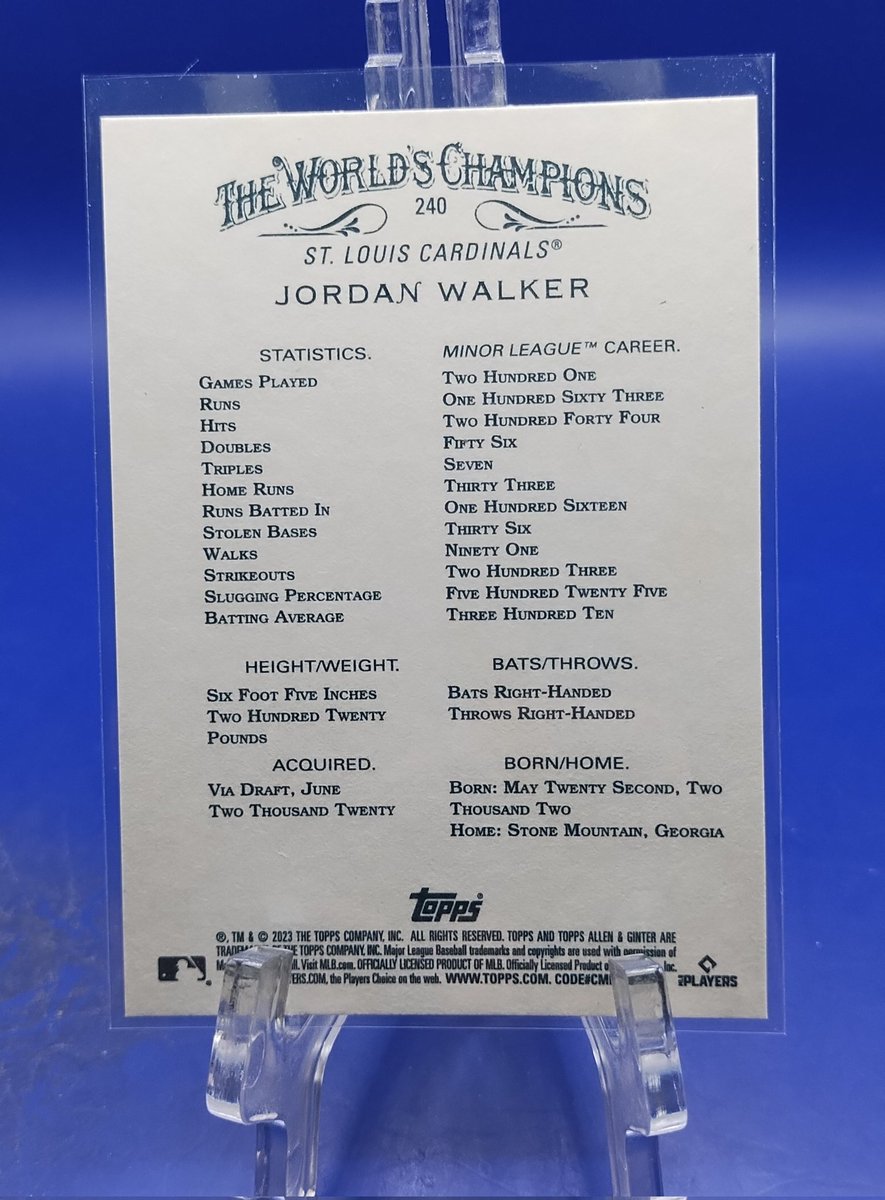 THE WORLD'S CHAMPIONS
240
ST. LOUIS CARDINALS®
JORDAN WALKER
STATISTICS. MINOR LEAGUE™ CAREER.
GAMES PLAYED TWO HUNDRED ONE
RUNS ONE HUNDRED SIXTY THREE
HITS TWO HUNDRED FORTY FOUR
DOUBLES FIFTY SIX
TRIPLES SEVEN
HOME RUNS THIRTY THREE
RUNS BATTED IN ONE HUNDRED SIXTEEN
STOLEN BASES THIRTY SIX
WALKS NINETY ONE
STRIKEOUTS TWO HUNDRED THREE
SLUGGING PERCENTAGE FIVE HUNDRED TWENTY FIVE
BATTING AVERAGE THREE HUNDRED TEN
HEIGHT/WEIGHT.
SIX FOOT FIVE INCHES
TWO HUNDRED TWENTY
POUNDS
BATS/THROWS.
BATS RIGHT-HANDED
THROWS RIGHT-HANDED
ACQUIRED.
VIA DRAFT, JUNE
TWO THOUSAND TWENTY
BORN/HOME.
BORN: MAY TWENTY SECOND, TWO
THOUSAND TWO
HOME: STONE MOUNTAIN, GEORGIA
Topps®
®, TM & © 2023 THE TOPPS COMPANY, INC. ALL RIGHTS RESERVED. TOPPS AND TOPPS ALLEN & GINTER ARE
THE TOPPS COMPANY, INC. Major League Baseball trademarks and copyrights are used with permission of
Visit MLB.com. OFFICIALLY LICENSED PRODUCT OF MLB. Officially Licensed Product Inc.
the Players Choice on the web. WWW.TOPPS.COM.
PLAYERS